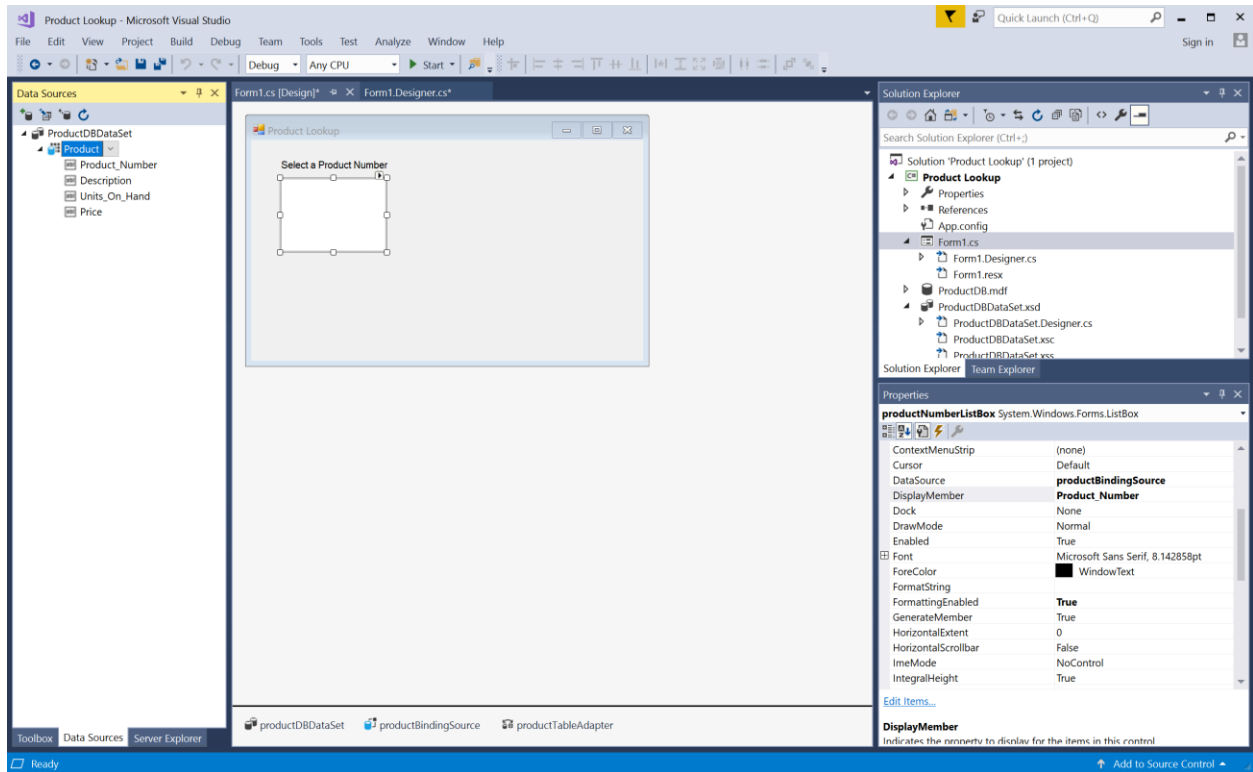 Product Lookup - Microsoft Visual Studio
Quick Launch (Ctrl+Q)
File Edit View Project Build Debug Team Tools Test Analyze Window Help
Sign in
Debug Any CPU Start
Data Sources
ProductDBDataSet
Product
Product_Number
Description
Units_On_Hand
Price
Toolbox Data Sources Server Explorer
Form1.cs [Design]* Form1.Designer.cs*
Product Lookup
Select a Product Number
productDBDataSet productBindingSource productTableAdapter
Solution Explorer
Search Solution Explorer (Ctrl+;)
Solution 'Product Lookup' (1 project)
Product Lookup
Properties
References
App.config
Form1.cs
Form1.Designer.cs
Form1.resx
ProductDB.mdf
ProductDBDataSet.xsd
ProductDBDataSet.Designer.cs
ProductDBDataSet.xsc
ProductDBDataSet.xss
Solution Explorer Team Explorer
Properties
productNumberListBox System.Windows.Forms.ListBox
ContextMenuStrip (none)
Cursor Default
DataSource productBindingSource
DisplayMember Product_Number
Dock None
DrawMode Normal
Enabled True
Font Microsoft Sans Serif, 8.142858pt
ForeColor WindowText
FormatString
FormattingEnabled True
GenerateMember True
HorizontalExtent 0
HorizontalScrollbar False
ImeMode NoControl
IntegralHeight True
Edit Items...
DisplayMember
Indicates the property to display for the items in this control
Ready
Add to Source Control